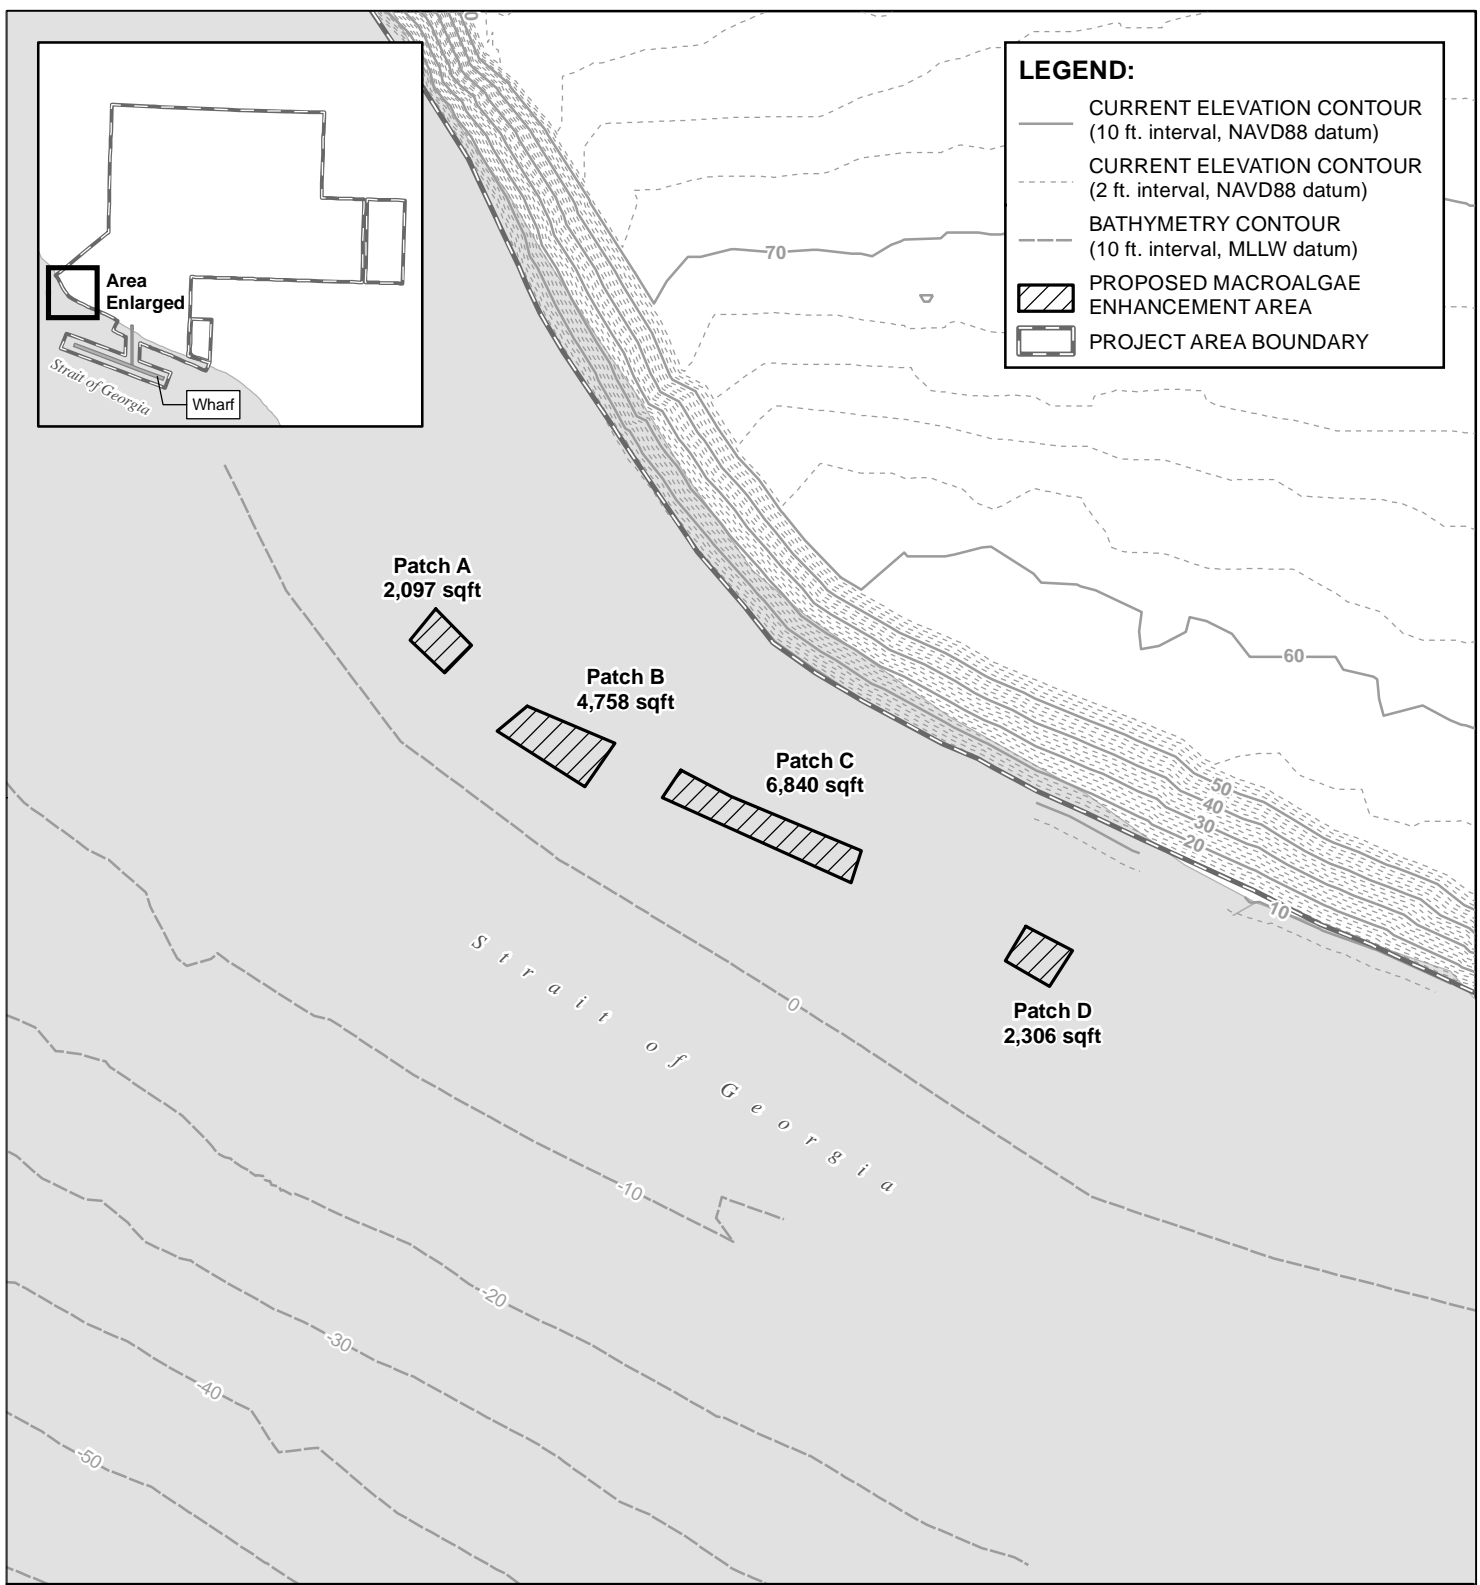 Area
Enlarged
Strait of Georgia
Wharf
LEGEND:
CURRENT ELEVATION CONTOUR
(10 ft. interval, NAVD88 datum)
CURRENT ELEVATION CONTOUR
(2 ft. interval, NAVD88 datum)
BATHYMETRY CONTOUR
(10 ft. interval, MLLW datum)
PROPOSED MACROALGAE
ENHANCEMENT AREA
PROJECT AREA BOUNDARY
70
Patch A
2,097 sqft
Patch B
4,758 sqft
60
Patch C
6,840 sqft
50
40
30
20
10
Patch D
2,306 sqft
0
Strait of Georgia
-10
-20
-30
-40
-50